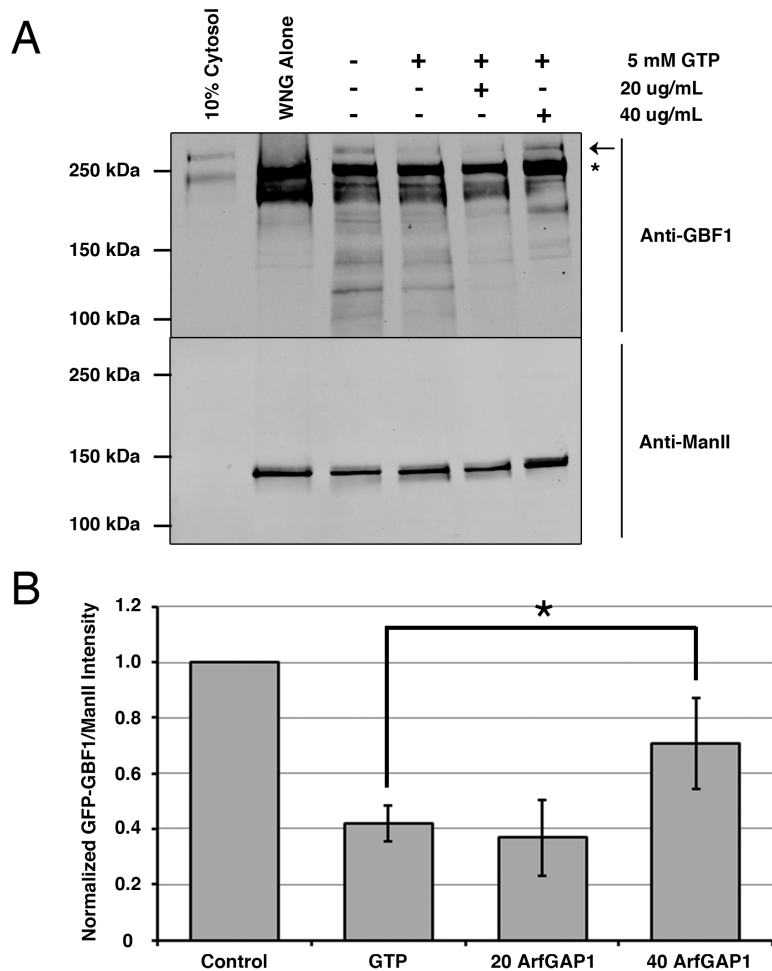 A
10% Cytosol
WNG Alone
- + + + 5 mM GTP
- - + - 20 ug/mL
- - - + 40 ug/mL
250 kDa
150 kDa
100 kDa
*
Anti-GBF1
250 kDa
150 kDa
100 kDa
Anti-ManII
B
Normalized GFP-GBF1/ManII Intensity
1.2
1.0
0.8
0.6
0.4
0.2
0
*
Control
GTP
20 ArfGAP1
40 ArfGAP1